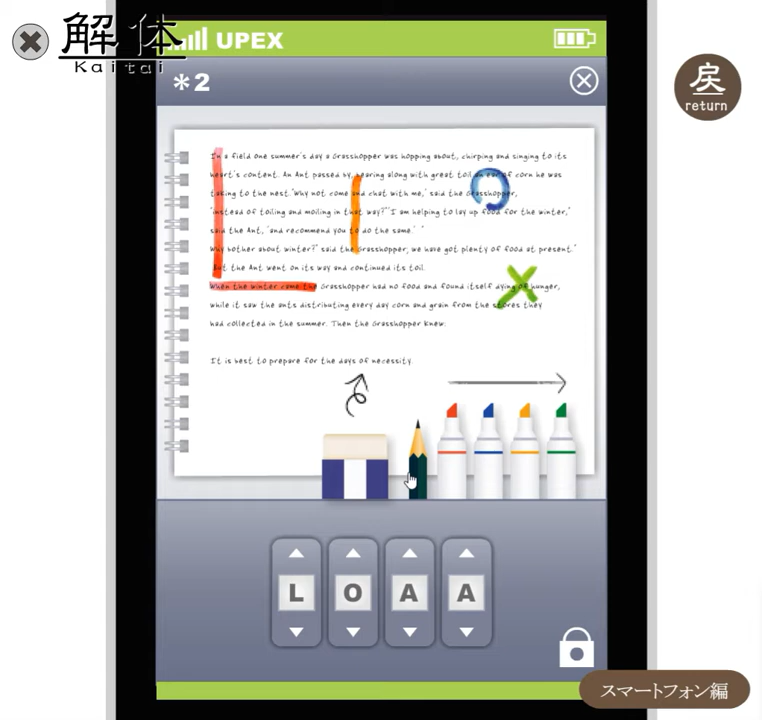 解体
Kaitai
UPEX
*2
戻
return
In a field one summer's day a Grasshopper was hopping about, chirping and singing to its
heart's content. An Ant passed by, bearing along with great toil an ear of corn he was
taking to the nest."Why not come and chat with me," said the Grasshopper,
"instead of toiling and moiling in that way?""I am helping to lay up food for the winter,"
said the Ant, "and recommend you to do the same." "
Why bother about winter?" said the Grasshopper; we have got plenty of food at present."
But the Ant went on its way and continued its toil.
When the winter came the Grasshopper had no food and found itself dying of hunger,
while it saw the ants distributing every day corn and grain from the stores they
had collected in the summer. Then the Grasshopper knew:
It is best to prepare for the days of necessity.
L O A A
スマートフォン編